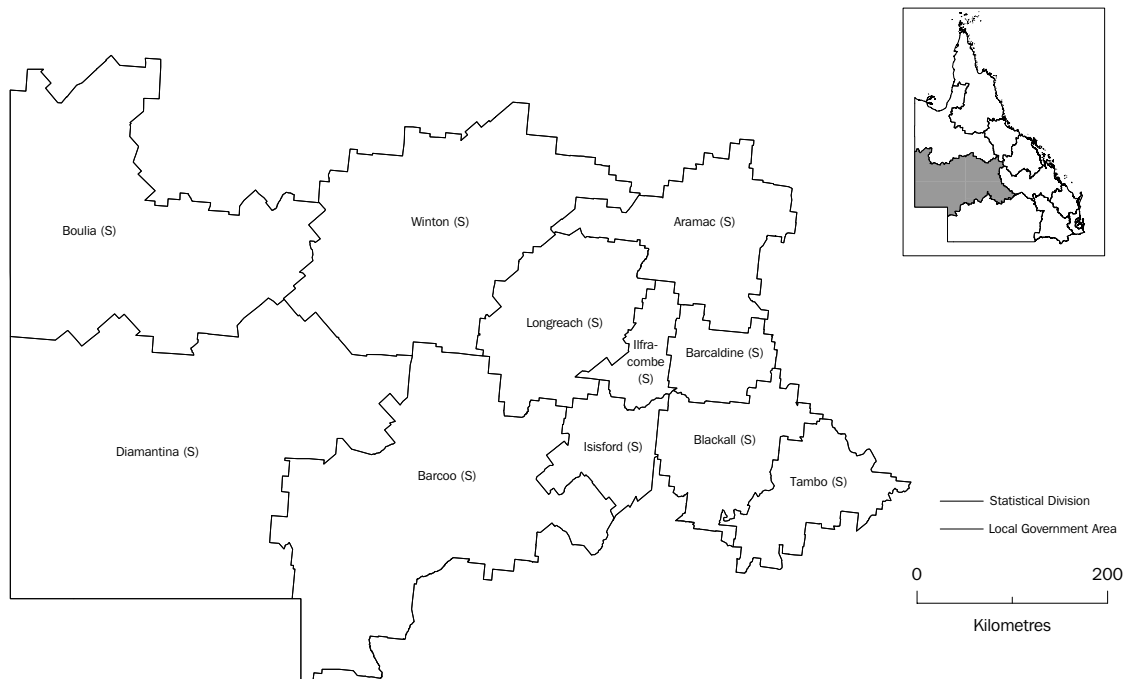 Boulia (S)
Winton (S)
Aramac (S)
Longreach (S)
Ilfra-
combe
(S)
Barcaldine (S)
Diamantina (S)
Barcoo (S)
Isisford (S)
Blackall (S)
Tambo (S)
Statistical Division
Local Government Area
0 200
Kilometres